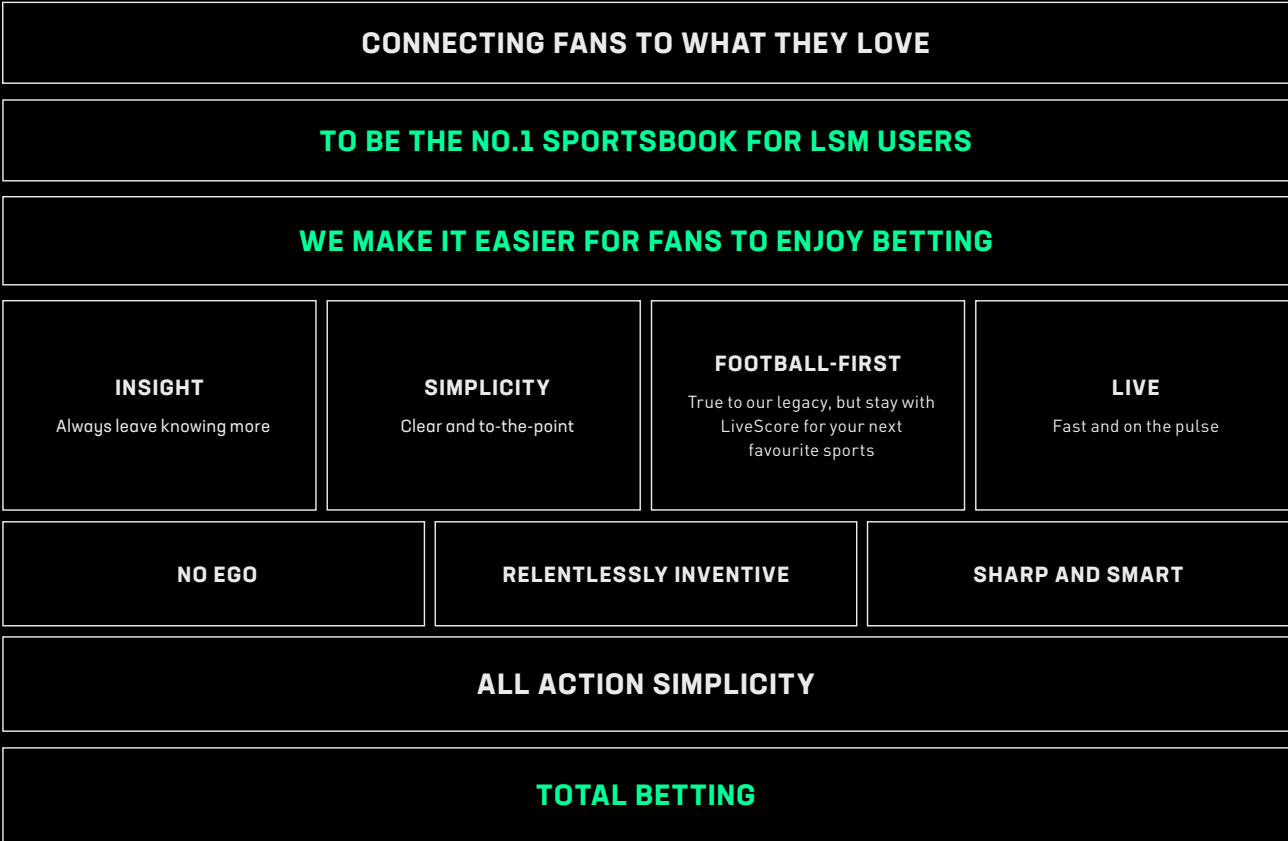 CONNECTING FANS TO WHAT THEY LOVE
TO BE THE NO.1 SPORTSBOOK FOR LSM USERS
WE MAKE IT EASIER FOR FANS TO ENJOY BETTING
INSIGHT
Always leave knowing more
SIMPLICITY
Clear and to-the-point
FOOTBALL-FIRST
True to our legacy, but stay with
LiveScore for your next
favourite sports
LIVE
Fast and on the pulse
NO EGO
RELENTLESSLY INVENTIVE
SHARP AND SMART
ALL ACTION SIMPLICITY
TOTAL BETTING